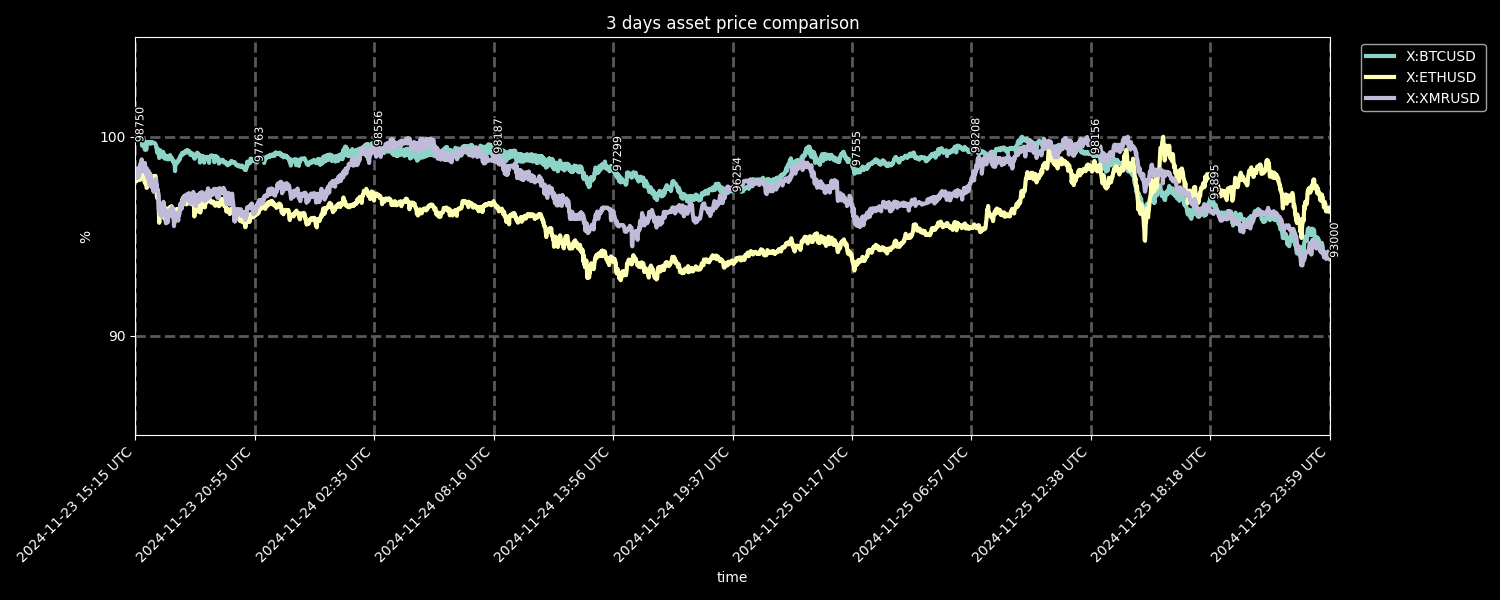 3 days asset price comparison
X:BTCUSD
X:ETHUSD
X:XMRUSD
100
90
%
98750
97763
98556
98187
97299
96254
97555
98208
98156
95895
93000
2024-11-23 15:15 UTC
2024-11-23 20:55 UTC
2024-11-24 02:35 UTC
2024-11-24 08:16 UTC
2024-11-24 13:56 UTC
2024-11-24 19:37 UTC
2024-11-25 01:17 UTC
2024-11-25 06:57 UTC
2024-11-25 12:38 UTC
2024-11-25 18:18 UTC
2024-11-25 23:59 UTC
time